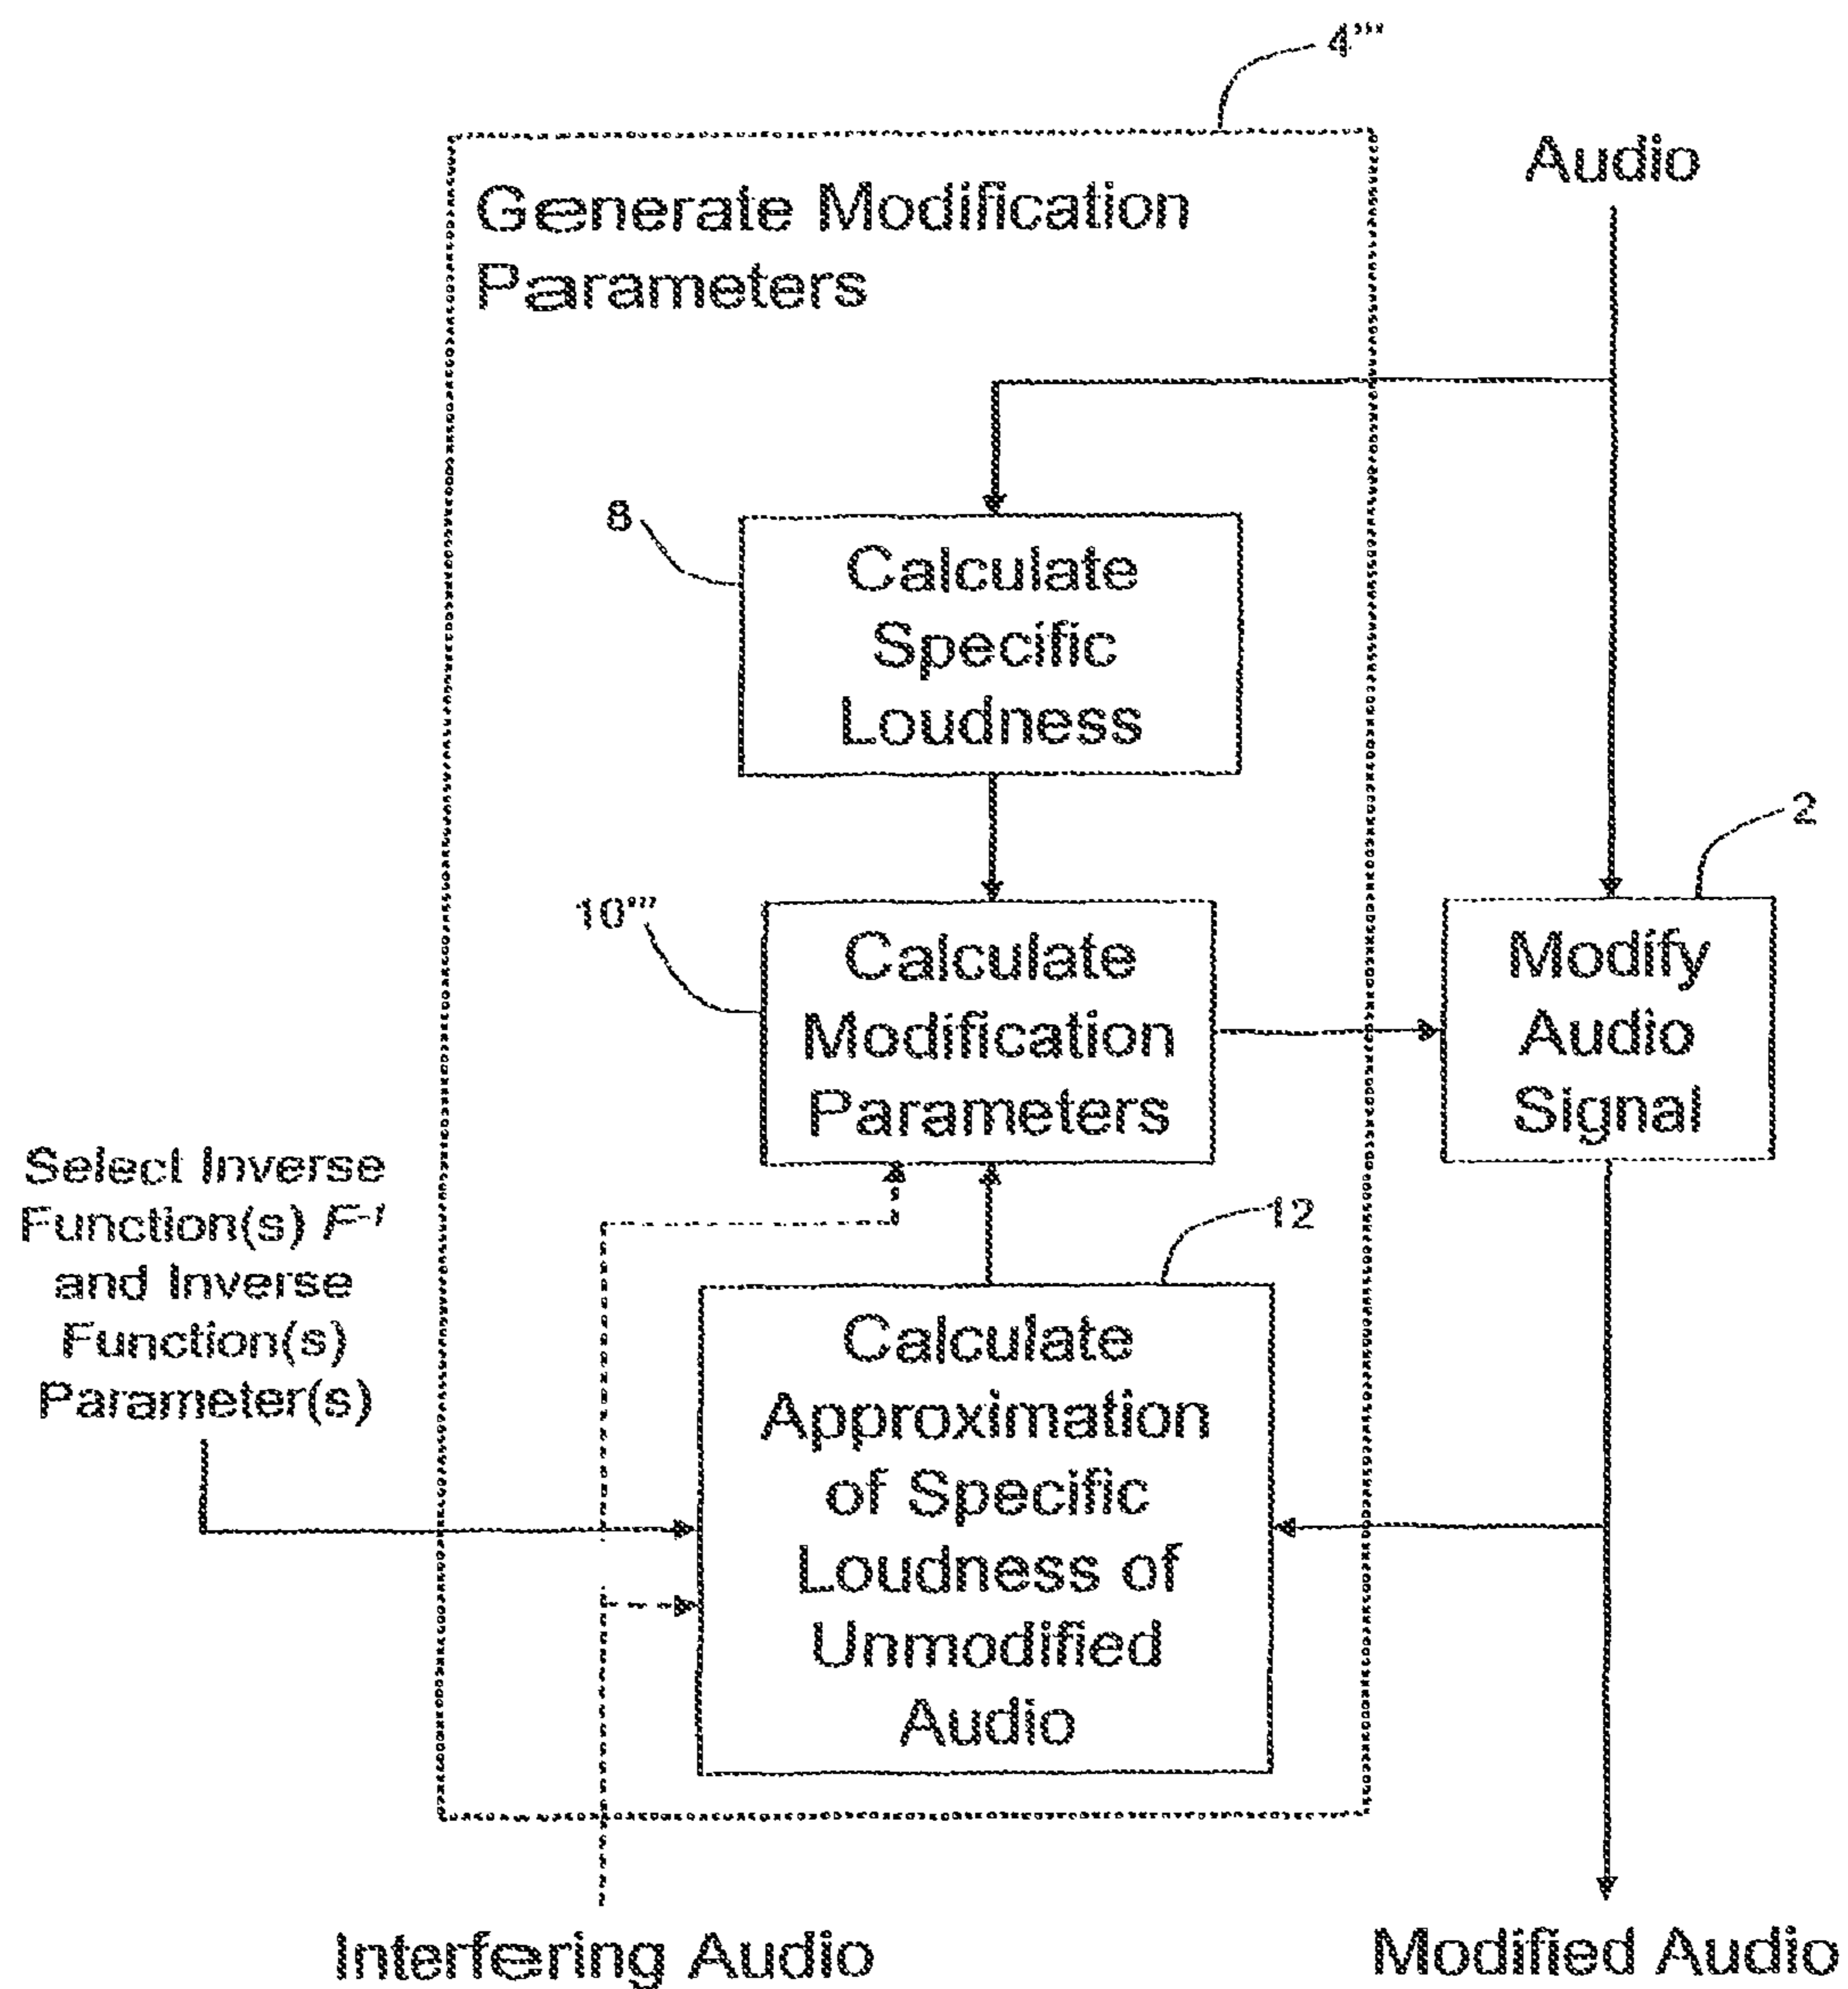 4'''
Audio
Generate Modification
Parameters
8
Calculate
Specific
Loudness
2
10'''
Calculate
Modification
Parameters
Modify
Audio
Signal
Select Inverse
Function(s) F⁻¹
and Inverse
Function(s)
Parameter(s)
12
Calculate
Approximation
of Specific
Loudness of
Unmodified
Audio
Interfering Audio
Modified Audio